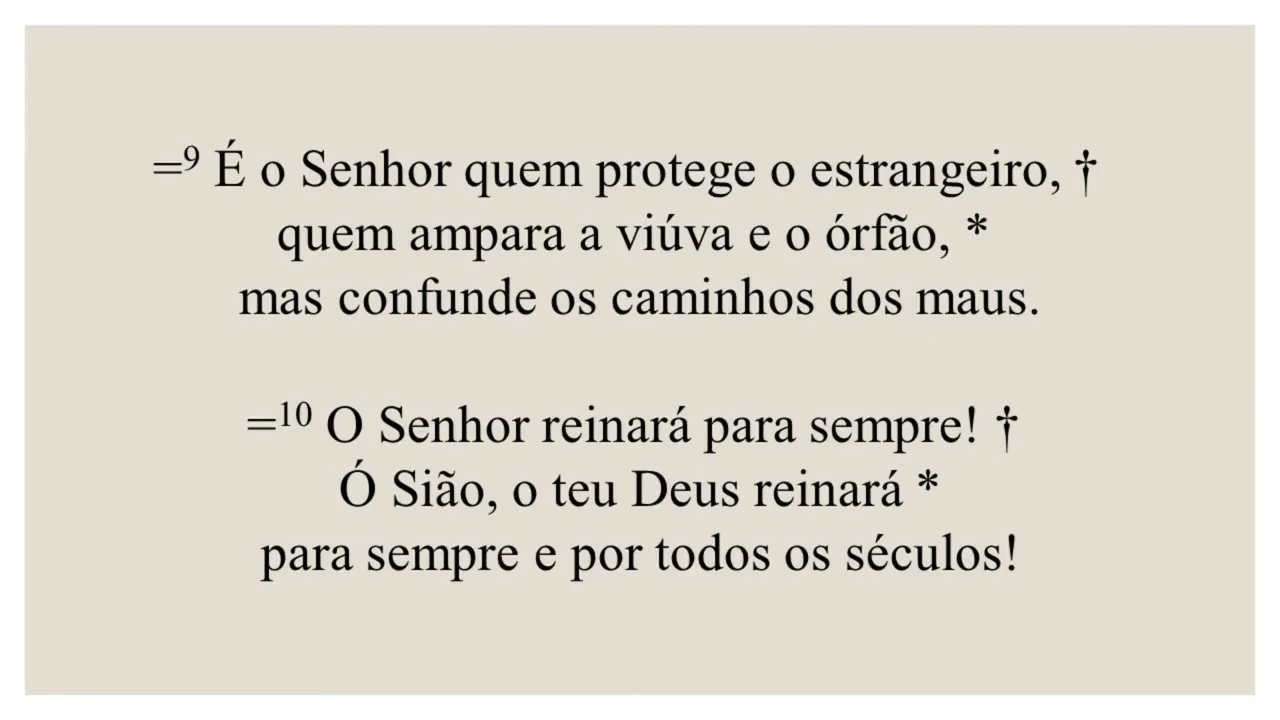 =⁹ É o Senhor quem protege o estrangeiro, †
quem ampara a viúva e o órfão, *
mas confunde os caminhos dos maus.
=¹⁰ O Senhor reinará para sempre! †
Ó Sião, o teu Deus reinará *
para sempre e por todos os séculos!